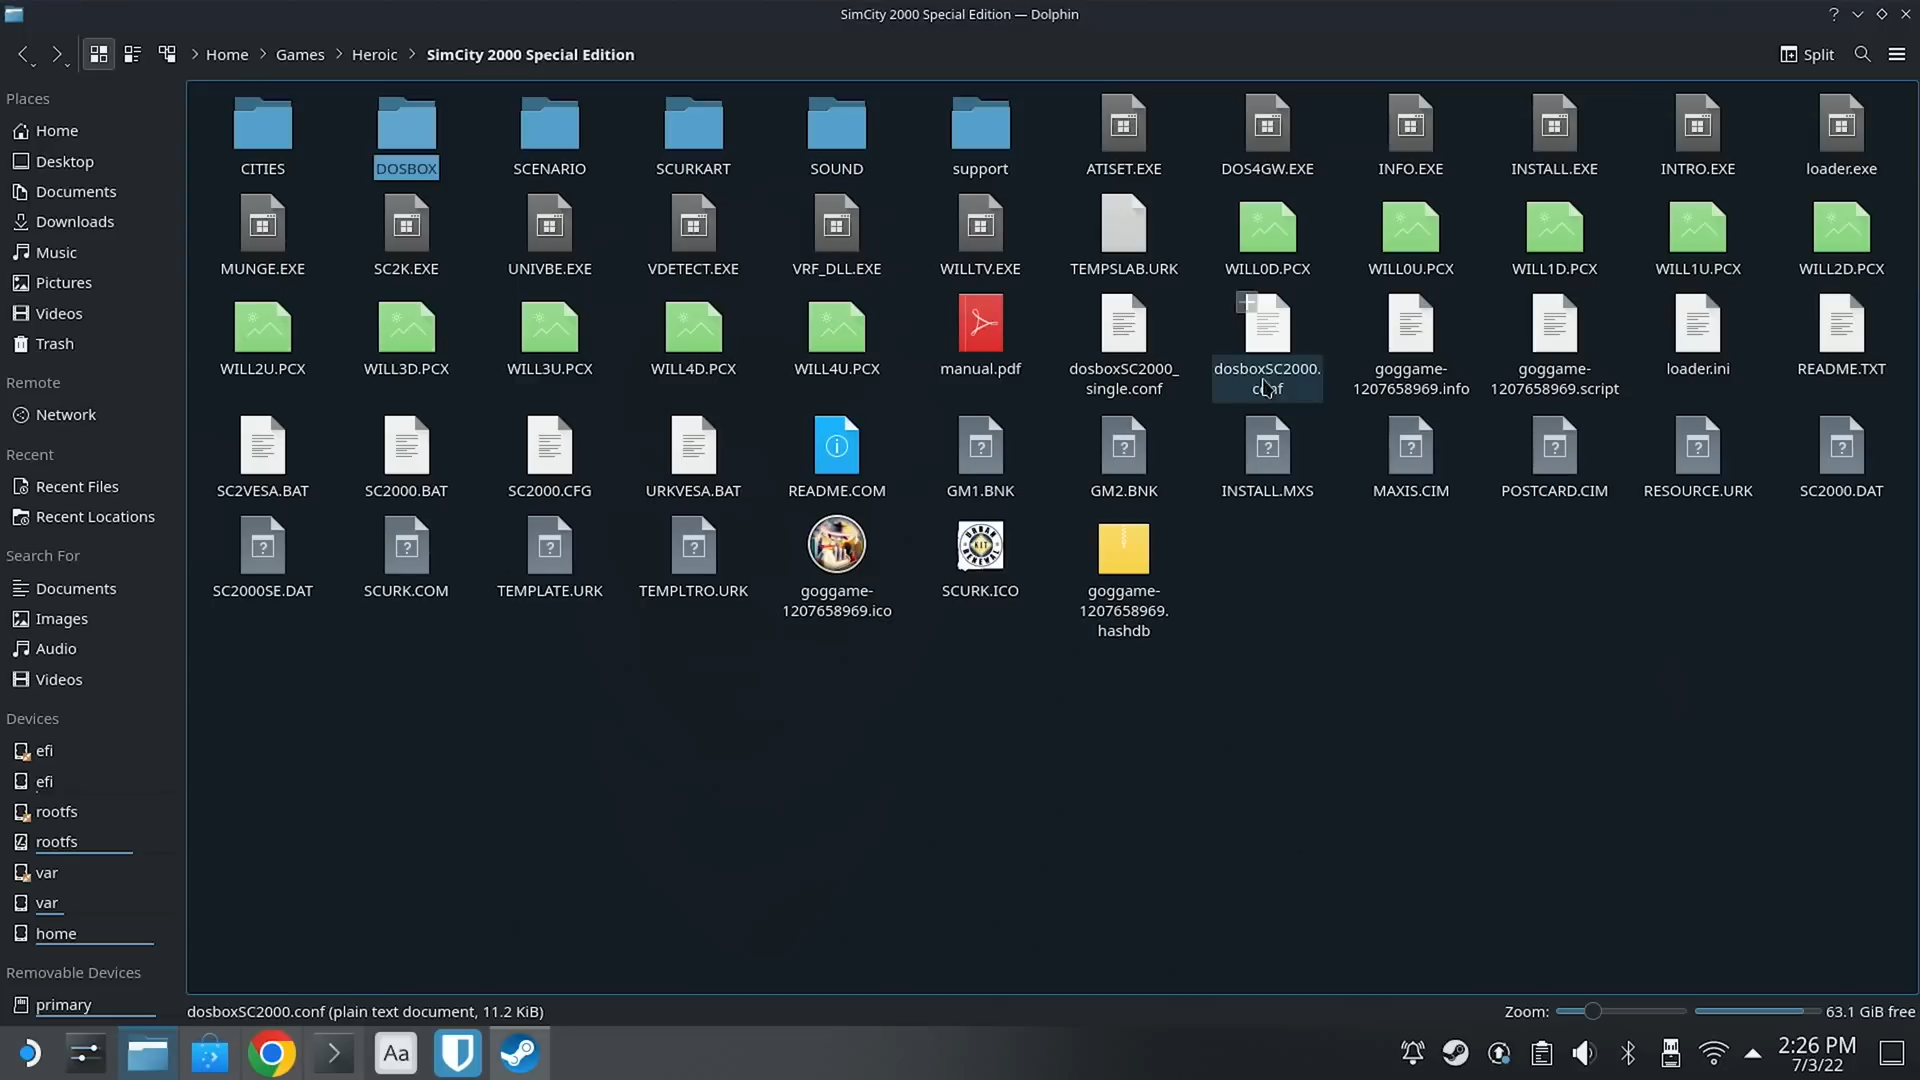 SimCity 2000 Special Edition — Dolphin
Home
Games
Heroic
SimCity 2000 Special Edition
Split
Places
Home
Desktop
Documents
Downloads
Music
Pictures
Videos
Trash
Remote
Network
Recent
Recent Files
Recent Locations
Search For
Documents
Images
Audio
Videos
Devices
efi
efi
rootfs
rootfs
var
var
home
Removable Devices
primary
CITIES
DOSBOX
SCENARIO
SCURKART
SOUND
support
ATISET.EXE
DOS4GW.EXE
INFO.EXE
INSTALL.EXE
INTRO.EXE
loader.exe
MUNGE.EXE
SC2K.EXE
UNIVBE.EXE
VDETECT.EXE
VRF_DLL.EXE
WILLTV.EXE
TEMPSLAB.URK
WILL0D.PCX
WILL0U.PCX
WILL1D.PCX
WILL1U.PCX
WILL2D.PCX
WILL2U.PCX
WILL3D.PCX
WILL3U.PCX
WILL4D.PCX
WILL4U.PCX
manual.pdf
dosboxSC2000_
single.conf
dosboxSC2000.
conf
goggame-
1207658969.info
goggame-
1207658969.script
loader.ini
README.TXT
SC2VESA.BAT
SC2000.BAT
SC2000.CFG
URKVESA.BAT
README.COM
GM1.BNK
GM2.BNK
INSTALL.MXS
MAXIS.CIM
POSTCARD.CIM
RESOURCE.URK
SC2000.DAT
SC2000SE.DAT
SCURK.COM
TEMPLATE.URK
TEMPLTRO.URK
goggame-
1207658969.ico
SCURK.ICO
goggame-
1207658969.
hashdb
dosboxSC2000.conf (plain text document, 11.2 KiB)
Zoom:
63.1 GiB free
Aa
2:26 PM
7/3/22